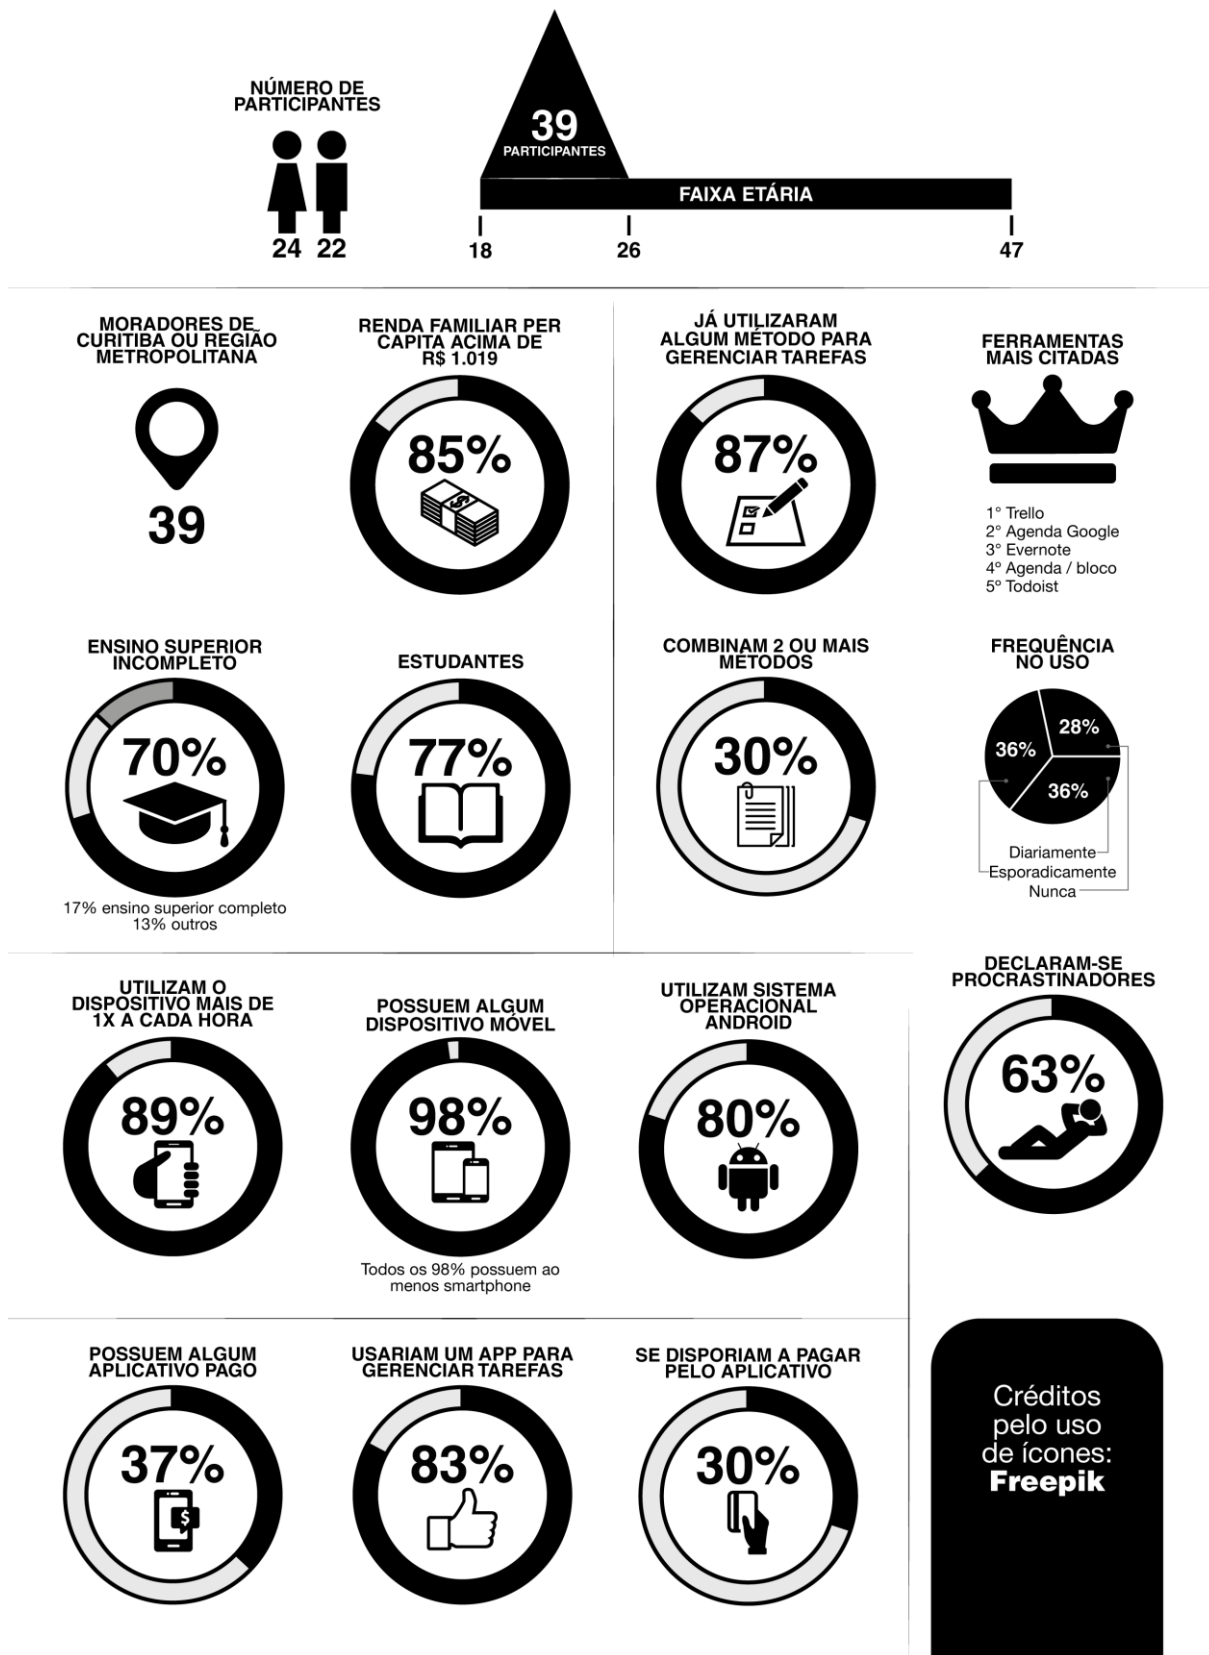 NÚMERO DE
PARTICIPANTES
24 22
39
PARTICIPANTES
FAIXA ETÁRIA
18 26 47
MORADORES DE
CURITIBA OU REGIÃO
METROPOLITANA
39
RENDA FAMILIAR PER
CAPITA ACIMA DE
R$ 1.019
85%
$
JÁ UTILIZARAM
ALGUM MÉTODO PARA
GERENCIAR TAREFAS
87%
FERRAMENTAS
MAIS CITADAS
1° Trello
2° Agenda Google
3° Evernote
4º Agenda / bloco
5º Todoist
ENSINO SUPERIOR
INCOMPLETO
70%
17% ensino superior completo
13% outros
ESTUDANTES
77%
COMBINAM 2 OU MAIS
MÉTODOS
30%
FREQUÊNCIA
NO USO
28%
36%
36%
Diariamente
Esporadicamente
Nunca
UTILIZAM O
DISPOSITIVO MAIS DE
1X A CADA HORA
89%
POSSUEM ALGUM
DISPOSITIVO MÓVEL
98%
Todos os 98% possuem ao
menos smartphone
UTILIZAM SISTEMA
OPERACIONAL
ANDROID
80%
DECLARAM-SE
PROCRASTINADORES
63%
POSSUEM ALGUM
APLICATIVO PAGO
37%
$
USARIAM UM APP PARA
GERENCIAR TAREFAS
83%
SE DISPORIAM A PAGAR
PELO APLICATIVO
30%
Créditos
pelo uso
de ícones:
Freepik